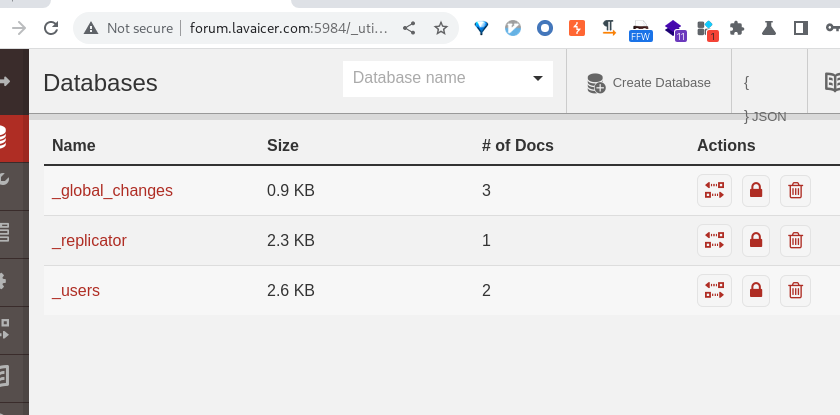 Not secure forum.lavaicer.com:5984/_uti...
FFW 11 1
Databases
Database name
Create Database
{
} JSON
Name Size # of Docs Actions
_global_changes 0.9 KB 3
_replicator 2.3 KB 1
_users 2.6 KB 2